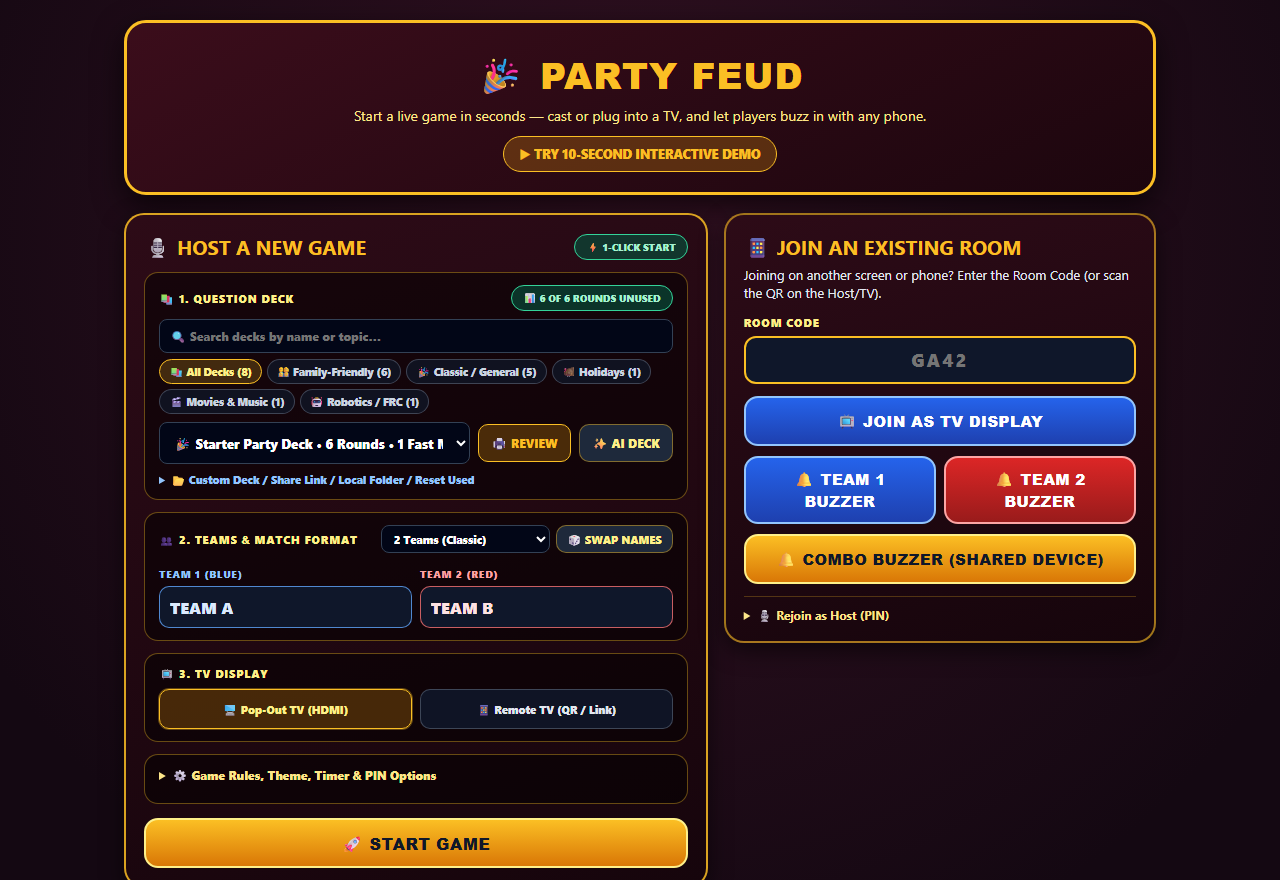 🎉 PARTY FEUD
Start a live game in seconds — cast or plug into a TV, and let players buzz in with any phone.
▶ TRY 10-SECOND INTERACTIVE DEMO
🎙️ HOST A NEW GAME
⚡ 1-CLICK START
📚 1. QUESTION DECK
📊 6 OF 6 ROUNDS UNUSED
🔍 Search decks by name or topic...
📚 All Decks (8)
👨‍👩‍👧‍👦 Family-Friendly (6)
🎉 Classic / General (5)
🦃 Holidays (1)
🎬 Movies & Music (1)
🤖 Robotics / FRC (1)
🎉 Starter Party Deck • 6 Rounds • 1 Fast
🖨️ REVIEW
✨ AI DECK
▶ 📂 Custom Deck / Share Link / Local Folder / Reset Used
👥 2. TEAMS & MATCH FORMAT
2 Teams (Classic)
🎲 SWAP NAMES
TEAM 1 (BLUE)
TEAM 2 (RED)
TEAM A
TEAM B
📺 3. TV DISPLAY
🖥️ Pop-Out TV (HDMI)
📱 Remote TV (QR / Link)
▶ ⚙️ Game Rules, Theme, Timer & PIN Options
🚀 START GAME
📱 JOIN AN EXISTING ROOM
Joining on another screen or phone? Enter the Room Code (or scan
the QR on the Host/TV).
ROOM CODE
GA42
📺 JOIN AS TV DISPLAY
🔔 TEAM 1
BUZZER
🔔 TEAM 2
BUZZER
🔔 COMBO BUZZER (SHARED DEVICE)
▶ 🎙️ Rejoin as Host (PIN)